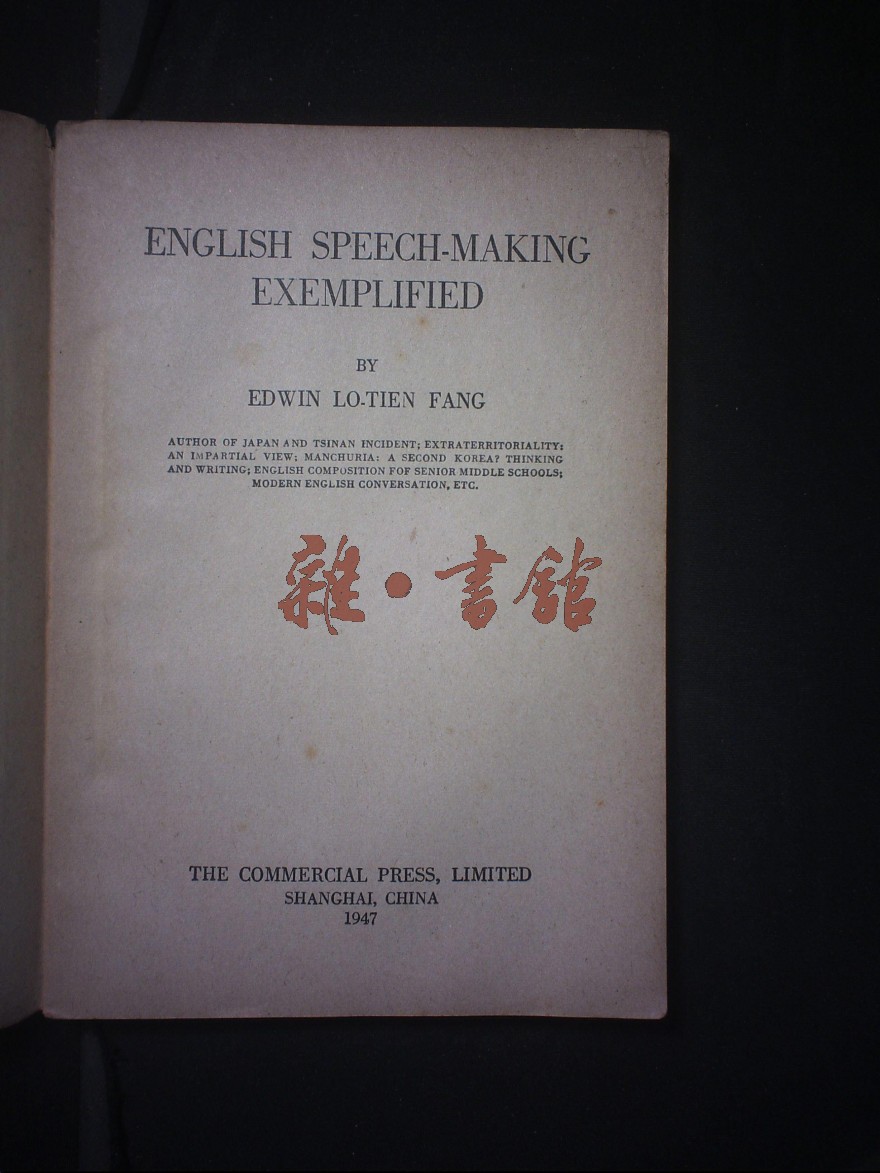 ENGLISH SPEECH-MAKING
EXEMPLIFIED
BY
EDWIN LO-TIEN FANG
AUTHOR OF JAPAN AND TSINAN INCIDENT; EXTRATERRITORIALITY:
AN IMPARTIAL VIEW; MANCHURIA: A SECOND KOREA? THINKING
AND WRITING; ENGLISH COMPOSITION FOF SENIOR MIDDLE SCHOOLS;
MODERN ENGLISH CONVERSATION, ETC.
雜·書館
THE COMMERCIAL PRESS, LIMITED
SHANGHAI, CHINA
1947